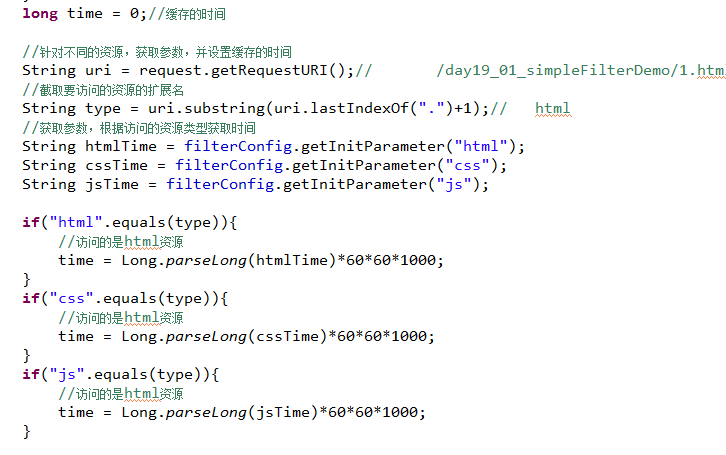 long time = 0;//缓存的时间
//针对不同的资源，获取参数，并设置缓存的时间
String uri = request.getRequestURI();// /day19_01_simpleFilterDemo/1.html
//截取要访问的资源的扩展名
String type = uri.substring(uri.lastIndexOf(".")+1);// html
//获取参数，根据访问的资源类型获取时间
String htmlTime = filterConfig.getInitParameter("html");
String cssTime = filterConfig.getInitParameter("css");
String jsTime = filterConfig.getInitParameter("js");
if("html".equals(type)){
//访问的是html资源
time = Long.parseLong(htmlTime)*60*60*1000;
}
if("css".equals(type)){
//访问的是html资源
time = Long.parseLong(cssTime)*60*60*1000;
}
if("js".equals(type)){
//访问的是html资源
time = Long.parseLong(jsTime)*60*60*1000;
}